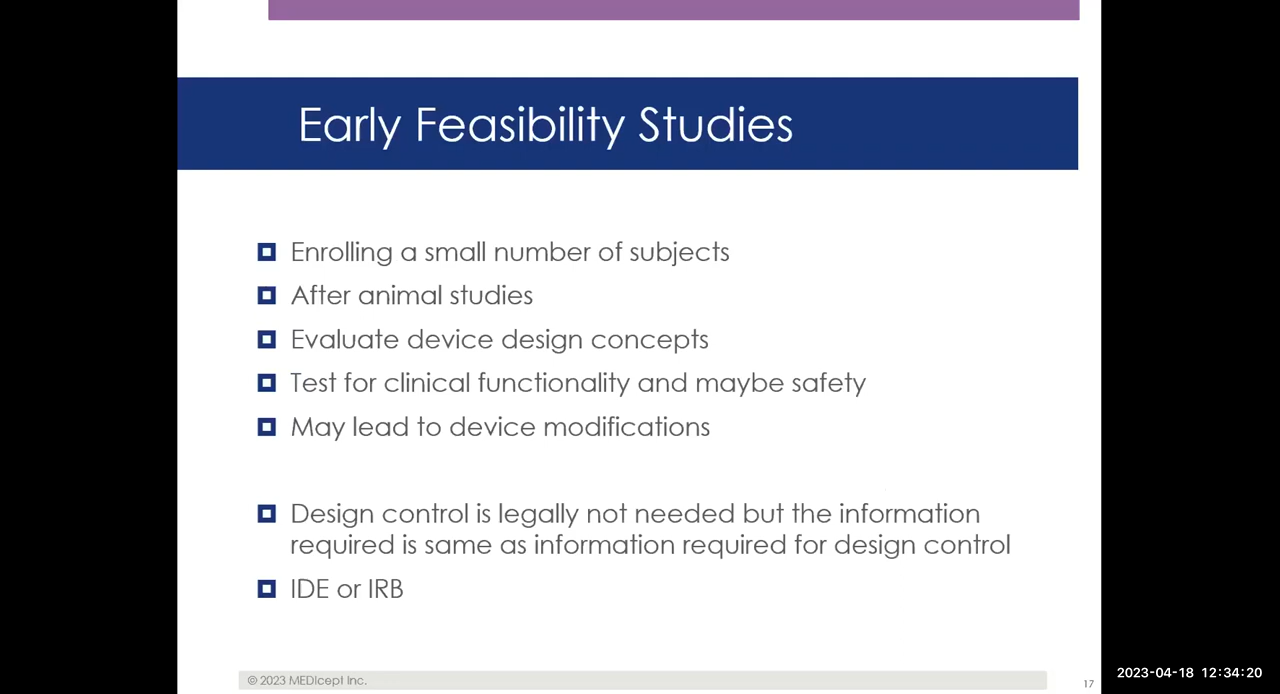 Early Feasibility Studies
Enrolling a small number of subjects
After animal studies
Evaluate device design concepts
Test for clinical functionality and maybe safety
May lead to device modifications
Design control is legally not needed but the information
required is same as information required for design control
IDE or IRB
© 2023 MEDIcept Inc.
17
2023-04-18 12:34:20